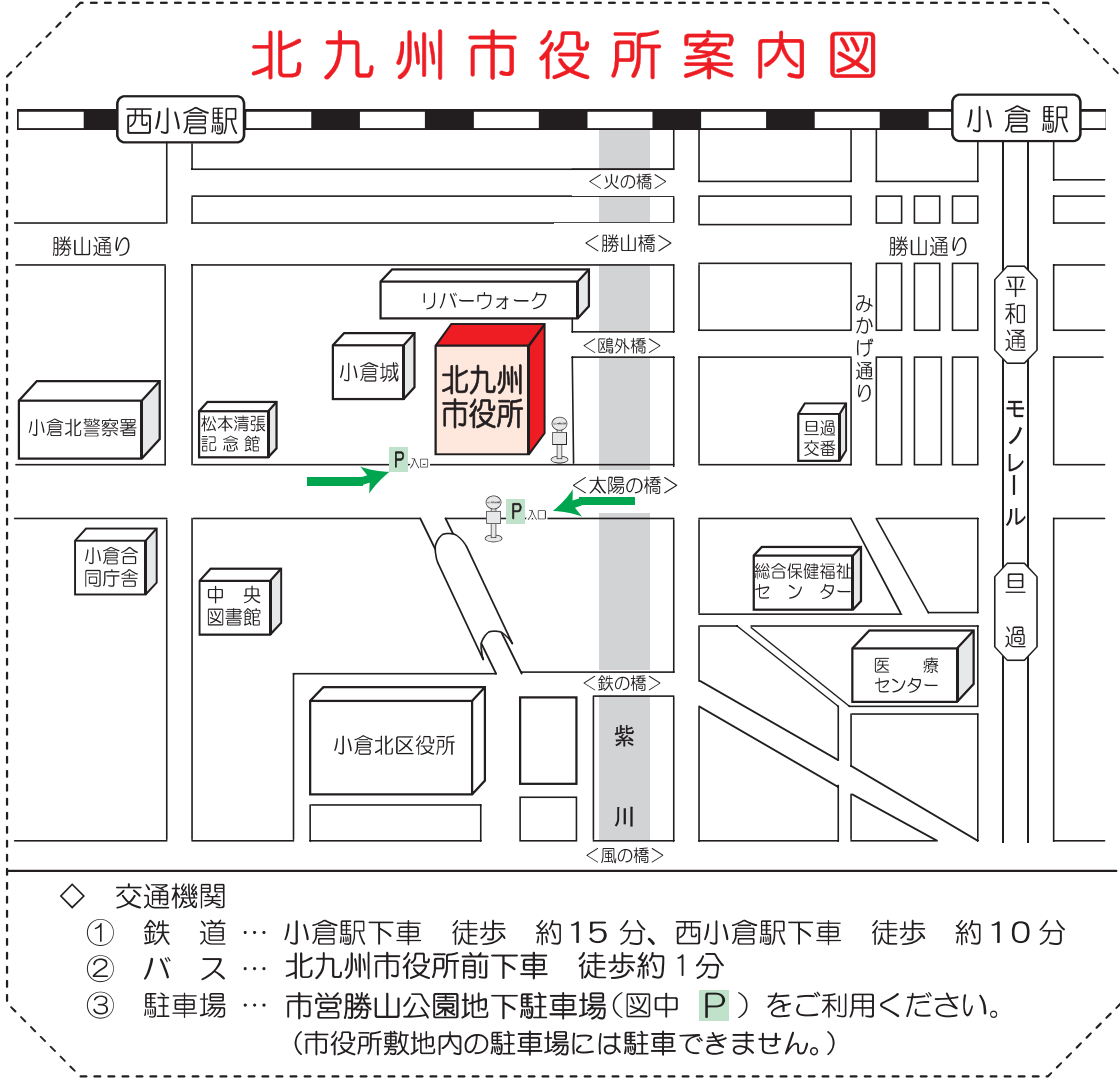 北九州市役所案内図
西小倉駅
小倉駅
＜火の橋＞
勝山通り
＜勝山橋＞
勝山通り
平和通
リバーウォーク
みかげ通り
＜鴎外橋＞
小倉城
北九州
市役所
小倉北警察署
松本清張
記念館
旦過
交番
モノレール
P 入口
＜太陽の橋＞
P 入口
小倉合
同庁舎
中央
図書館
総合保健福祉
センター
旦過
医療
センター
＜鉄の橋＞
小倉北区役所
紫川
＜風の橋＞
◇ 交通機関
① 鉄道 … 小倉駅下車 徒歩 約15分、西小倉駅下車 徒歩 約10分
② バス … 北九州市役所前下車 徒歩約1分
③ 駐車場 … 市営勝山公園地下駐車場(図中 P ) をご利用ください。
(市役所敷地内の駐車場には駐車できません。)